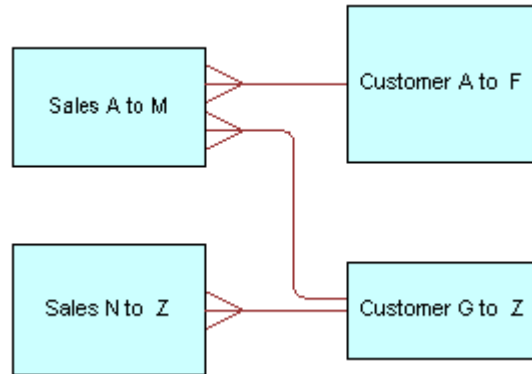 Sales A to M
Customer A to F
Sales N to Z
Customer G to Z